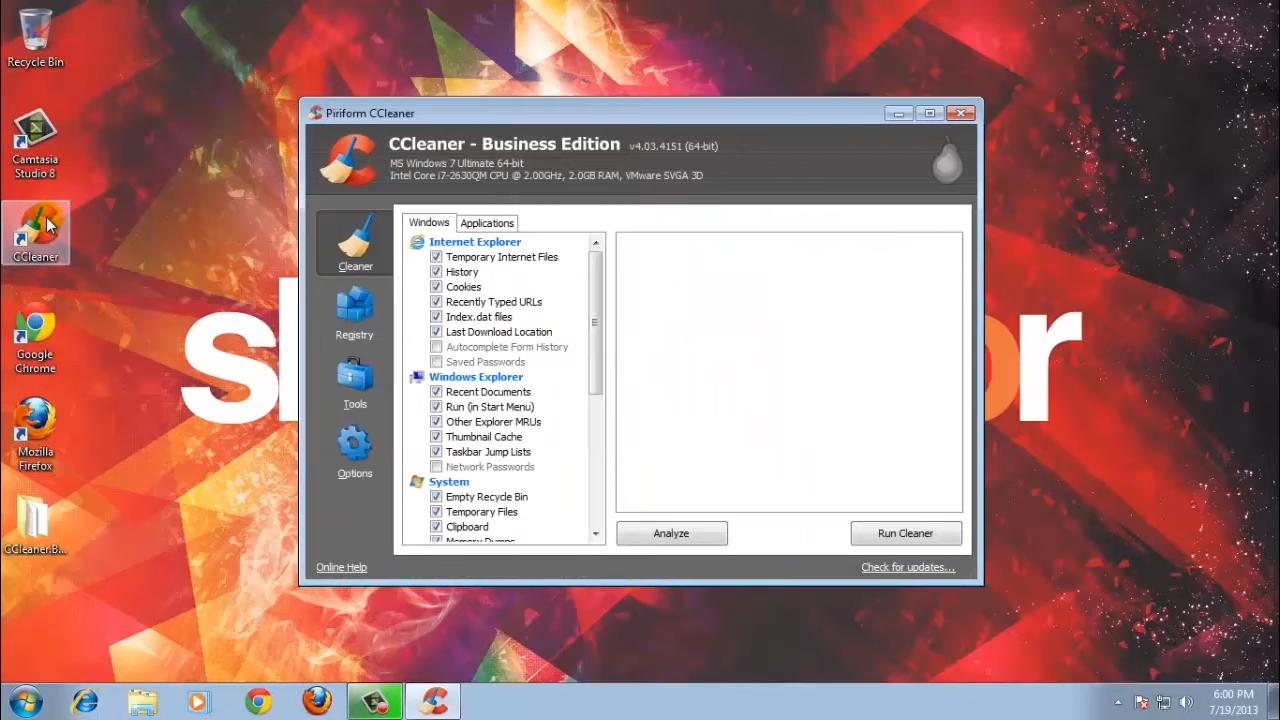 Recycle Bin
Camtasia
Studio 8
CCleaner
Google
Chrome
Mozilla
Firefox
CCleaner.B...
Piriform CCleaner
CCleaner - Business Edition v4.03.4151 (64-bit)
MS Windows 7 Ultimate 64-bit
Intel Core i7-2630QM CPU @ 2.00GHz, 2.0GB RAM, VMware SVGA 3D
Cleaner
Registry
Tools
Options
Windows
Applications
Internet Explorer
Temporary Internet Files
History
Cookies
Recently Typed URLs
Index.dat files
Last Download Location
Autocomplete Form History
Saved Passwords
Windows Explorer
Recent Documents
Run (in Start Menu)
Other Explorer MRUs
Thumbnail Cache
Taskbar Jump Lists
Network Passwords
System
Empty Recycle Bin
Temporary Files
Clipboard
Memory Dumps
Analyze
Run Cleaner
Online Help
Check for updates...
6:00 PM
7/19/2013